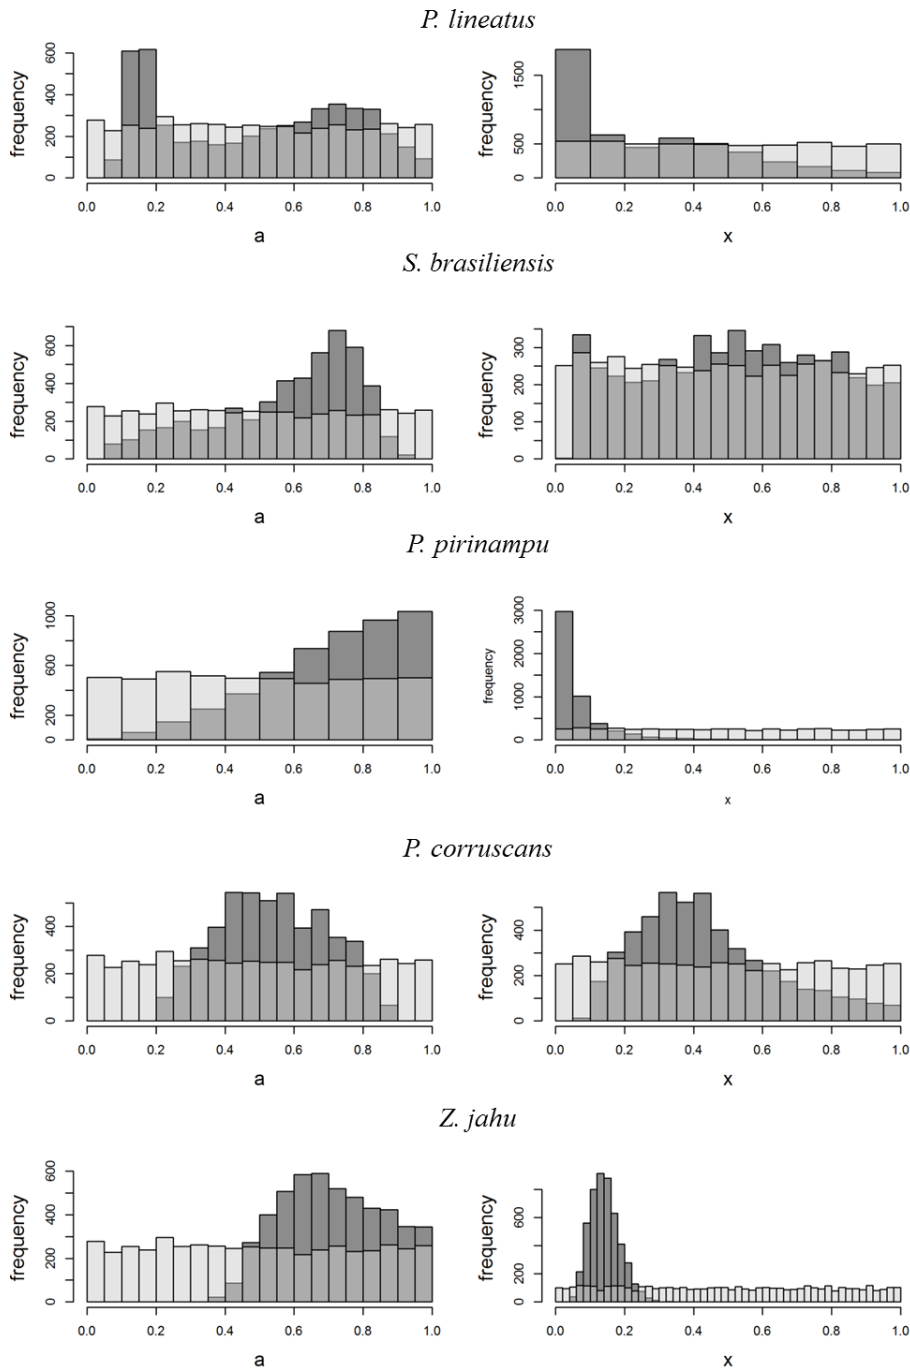 P. lineatus
frequency
0 200 400 600
0.0 0.2 0.4 0.6 0.8 1.0
a
frequency
0 500 1500
0.0 0.2 0.4 0.6 0.8 1.0
x
S. brasiliensis
frequency
0 200 400 600
0.0 0.2 0.4 0.6 0.8 1.0
a
frequency
0 100 200 300
0.0 0.2 0.4 0.6 0.8 1.0
x
P. pirinampu
frequency
0 200 600 1000
0.0 0.2 0.4 0.6 0.8 1.0
a
frequency
0 1000 2000 3000
0.0 0.2 0.4 0.6 0.8 1.0
x
P. corruscans
frequency
0 200 400
0.0 0.2 0.4 0.6 0.8 1.0
a
frequency
0 200 400
0.0 0.2 0.4 0.6 0.8 1.0
x
Z. jahu
frequency
0 200 400 600
0.0 0.2 0.4 0.6 0.8 1.0
a
frequency
0 200 600
0.0 0.2 0.4 0.6 0.8 1.0
x